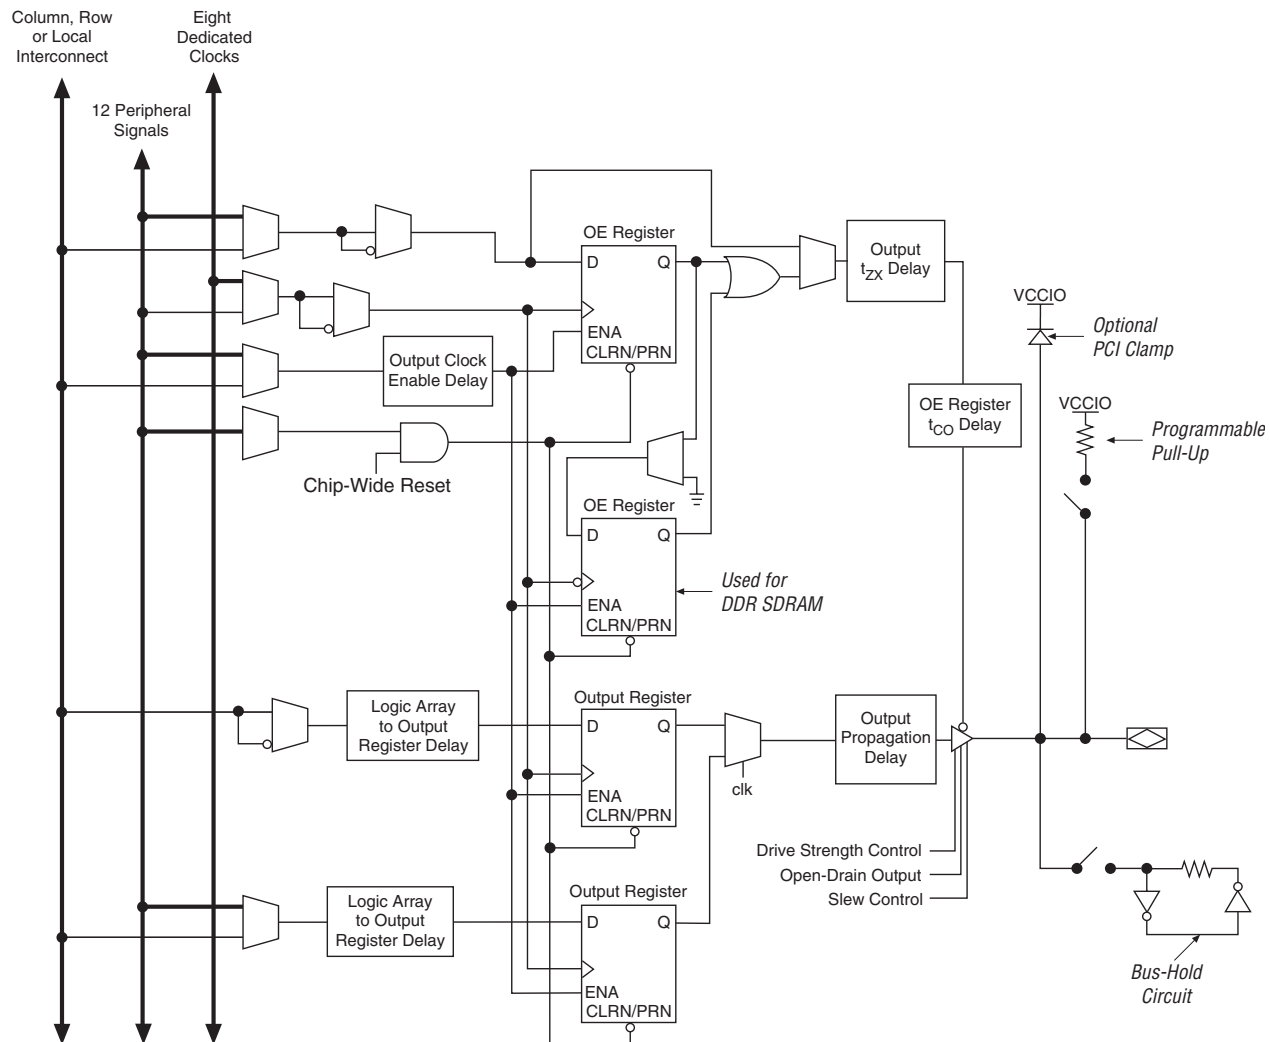 Column, Row
or Local
Interconnect
Eight
Dedicated
Clocks
12 Peripheral
Signals
OE Register
D
Q
ENA
CLRN/PRN
Output
tZX Delay
VCCIO
Optional
PCI Clamp
Output Clock
Enable Delay
OE Register
tCO Delay
VCCIO
Programmable
Pull-Up
Chip-Wide Reset
OE Register
D
Q
ENA
CLRN/PRN
Used for
DDR SDRAM
Logic Array
to Output
Register Delay
Output Register
D
Q
ENA
CLRN/PRN
clk
Output
Propagation
Delay
Drive Strength Control
Open-Drain Output
Slew Control
Logic Array
to Output
Register Delay
Output Register
D
Q
ENA
CLRN/PRN
Bus-Hold
Circuit